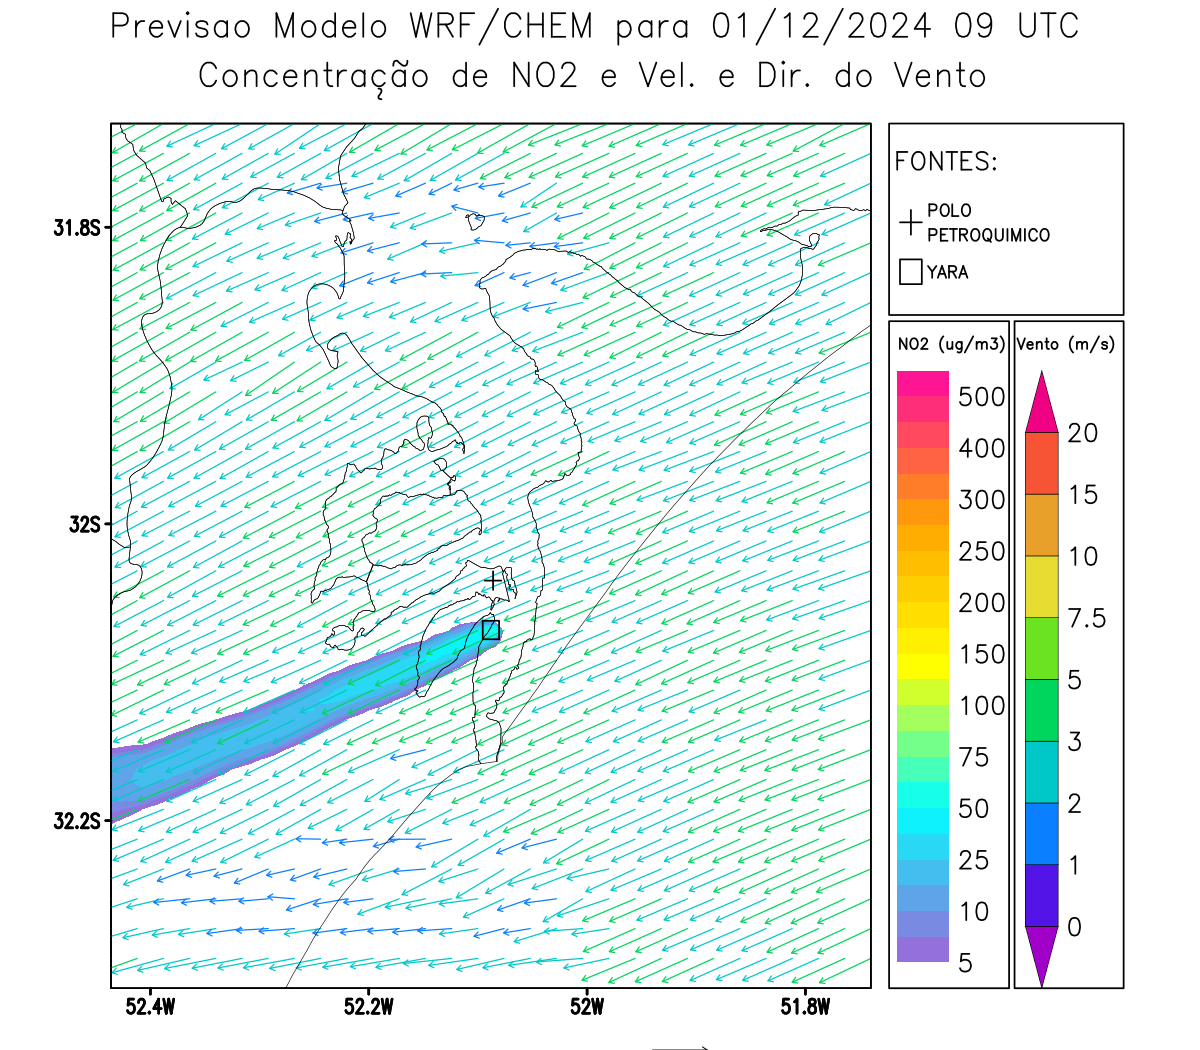 Previsao Modelo WRF/CHEM para 01/12/2024 09 UTC
Concentração de NO2 e Vel. e Dir. do Vento
FONTES:
POLO
PETROQUIMICO
YARA
NO2 (ug/m3)
500
400
300
250
200
150
100
75
50
25
10
5
Vento (m/s)
20
15
10
7.5
5
3
2
1
0
31.8S
32S
32.2S
52.4W
52.2W
52W
51.8W